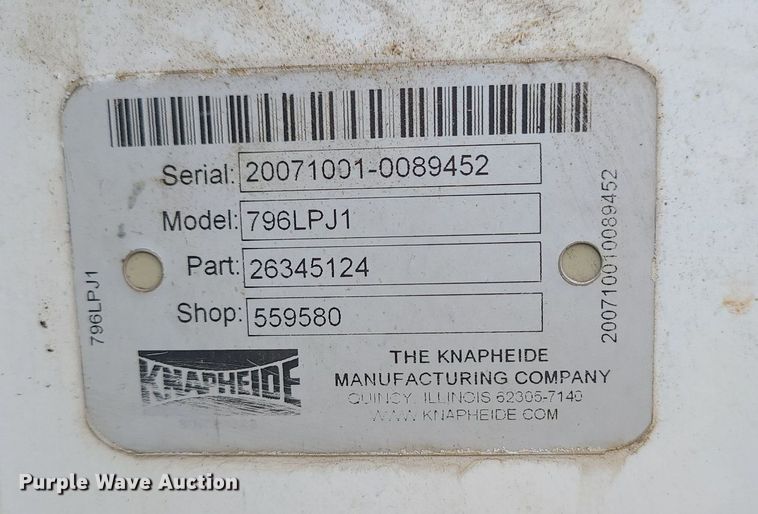 Serial: 20071001-0089452
Model: 796LPJ1
Part: 26345124
Shop: 559580
796LPJ1
200710010089452
KNAPHEIDE
THE KNAPHEIDE
MANUFACTURING COMPANY
QUINCY, ILLINOIS 62305-7140
WWW.KNAPHEIDE.COM
Purple Wave Auction